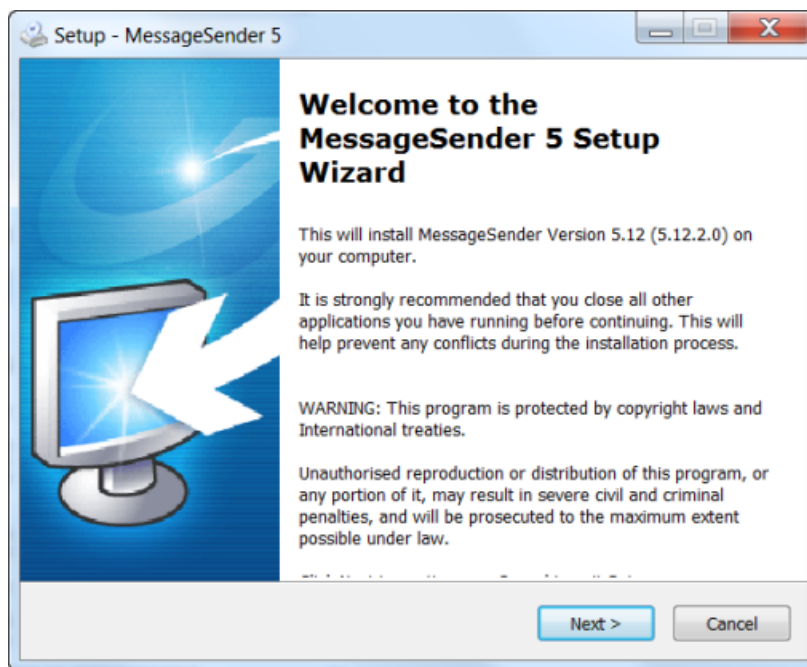 Setup - MessageSender 5
Welcome to the
MessageSender 5 Setup
Wizard
This will install MessageSender Version 5.12 (5.12.2.0) on
your computer.
It is strongly recommended that you close all other
applications you have running before continuing. This will
help prevent any conflicts during the installation process.
WARNING: This program is protected by copyright laws and
International treaties.
Unauthorised reproduction or distribution of this program, or
any portion of it, may result in severe civil and criminal
penalties, and will be prosecuted to the maximum extent
possible under law.
Next >
Cancel